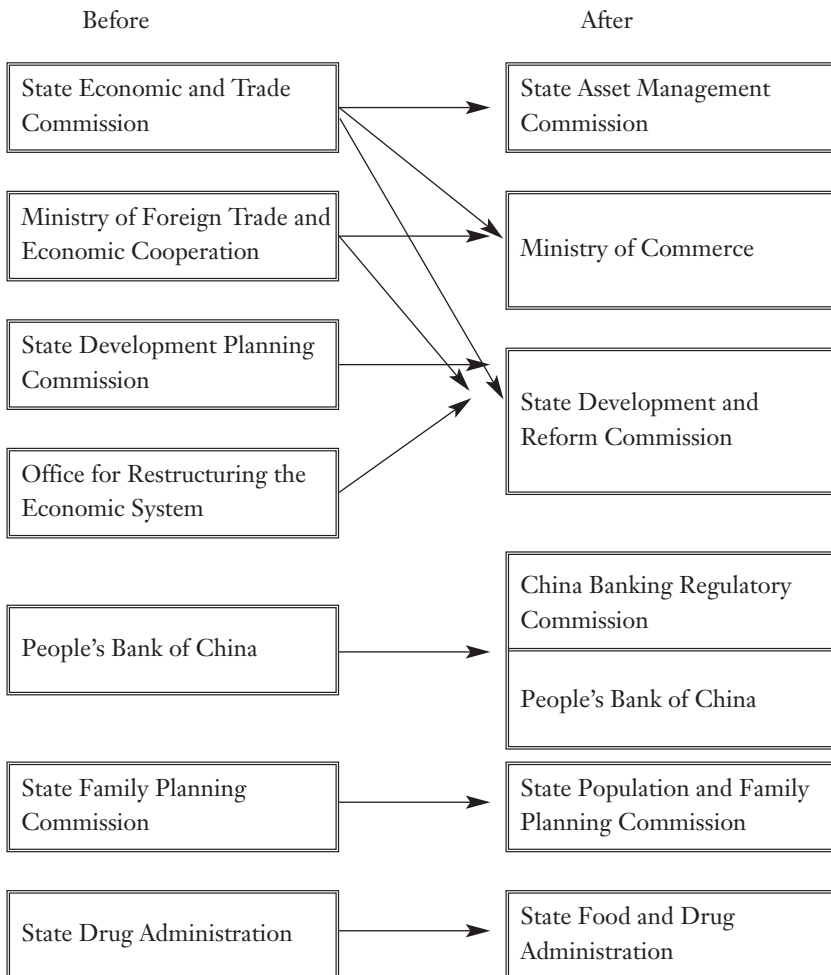 Before
After
State Economic and Trade
Commission
State Asset Management
Commission
Ministry of Foreign Trade and
Economic Cooperation
Ministry of Commerce
State Development Planning
Commission
State Development and
Reform Commission
Office for Restructuring the
Economic System
China Banking Regulatory
Commission
People’s Bank of China
People’s Bank of China
State Family Planning
Commission
State Population and Family
Planning Commission
State Drug Administration
State Food and Drug
Administration